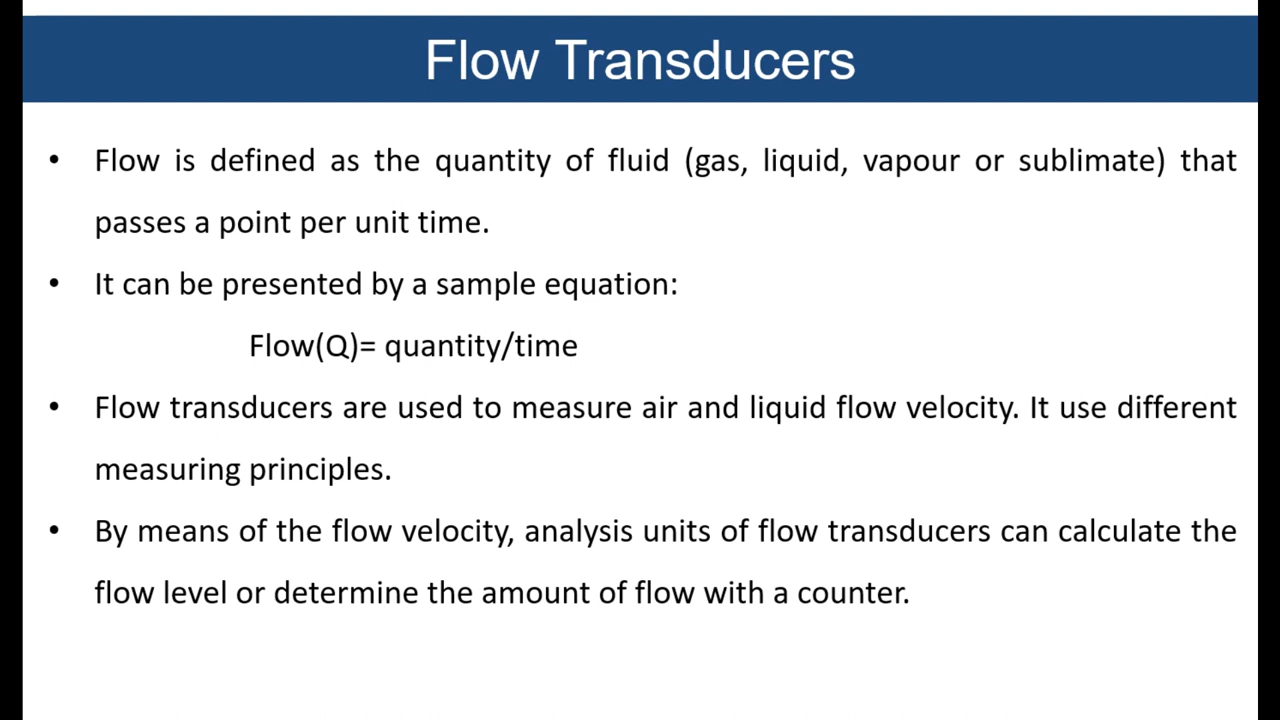 Flow Transducers
• Flow is defined as the quantity of fluid (gas, liquid, vapour or sublimate) that
passes a point per unit time.
• It can be presented by a sample equation:
Flow(Q)= quantity/time
• Flow transducers are used to measure air and liquid flow velocity. It use different
measuring principles.
• By means of the flow velocity, analysis units of flow transducers can calculate the
flow level or determine the amount of flow with a counter.